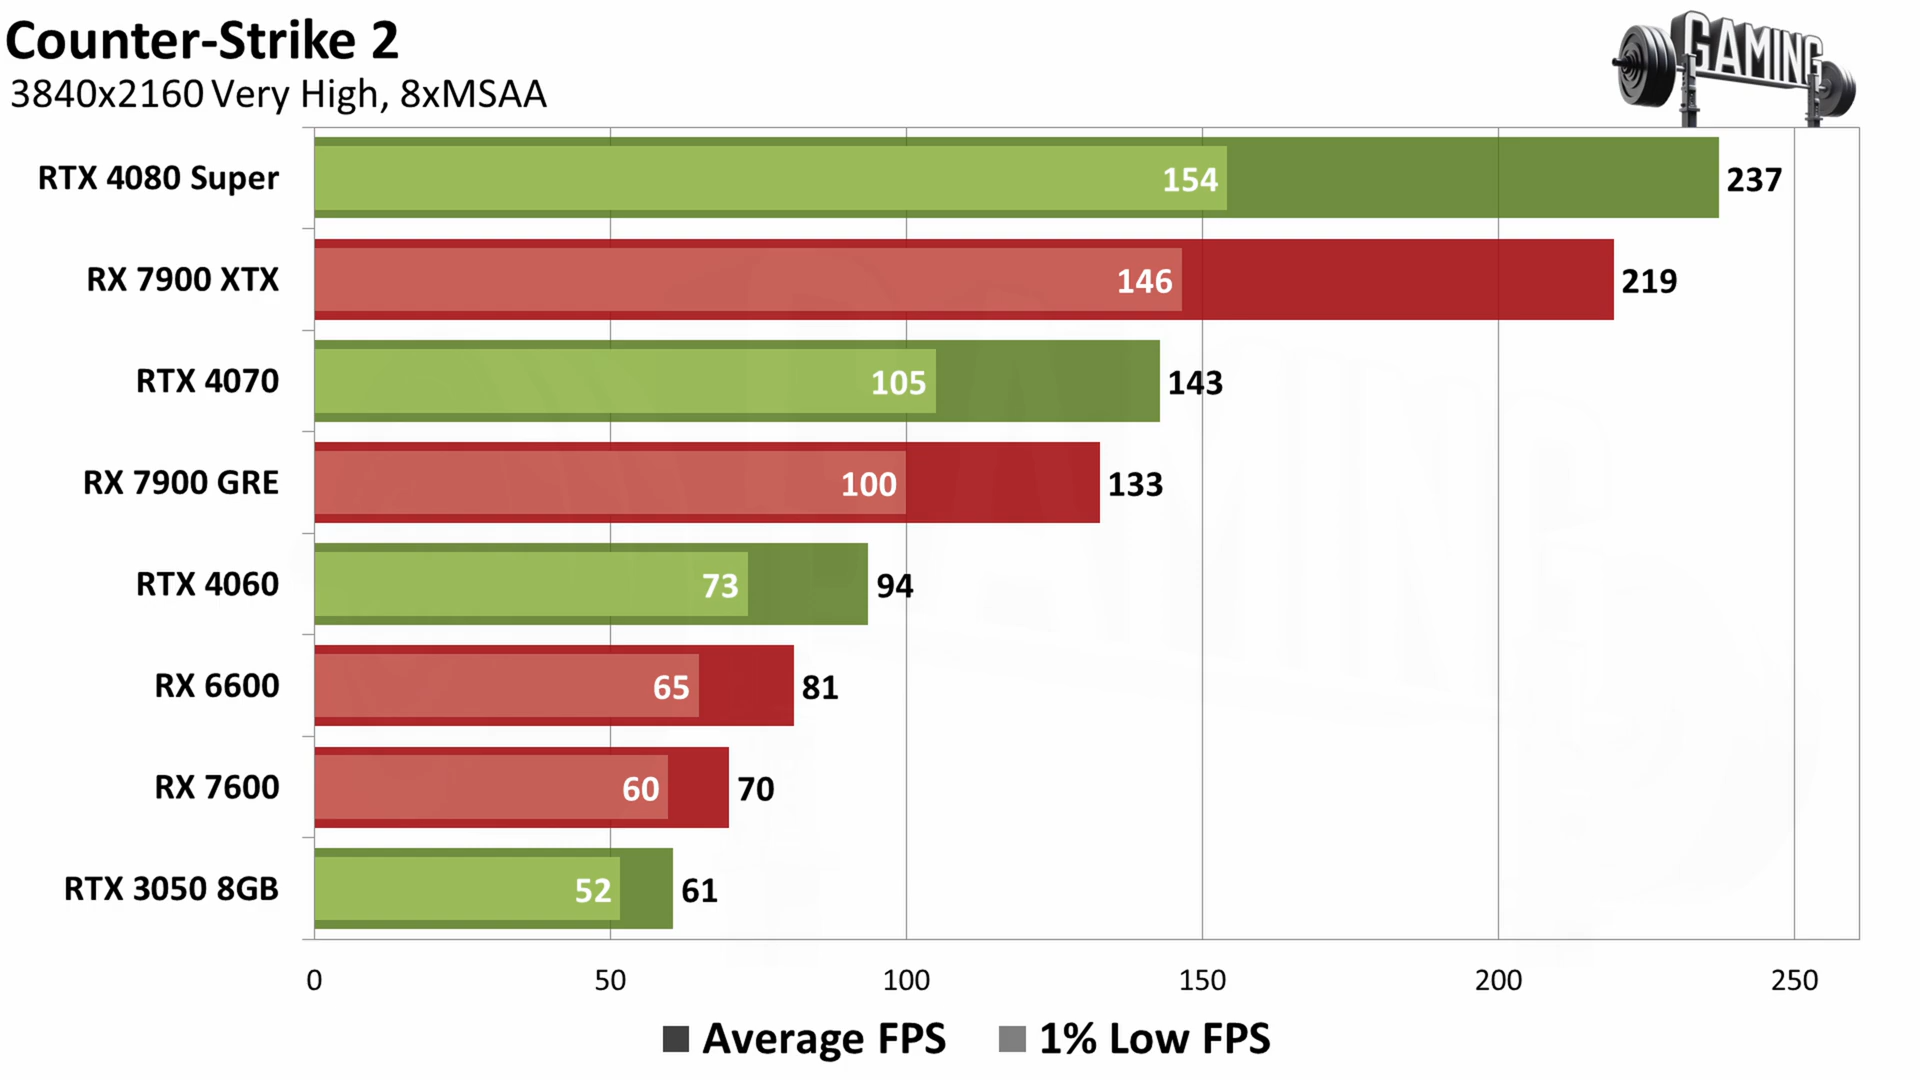 Counter-Strike 2
3840x2160 Very High, 8xMSAA
GAMING
RTX 4080 Super 154 237
RX 7900 XTX 146 219
RTX 4070 105 143
RX 7900 GRE 100 133
RTX 4060 73 94
RX 6600 65 81
RX 7600 60 70
RTX 3050 8GB 52 61
0 50 100 150 200 250
Average FPS 1% Low FPS